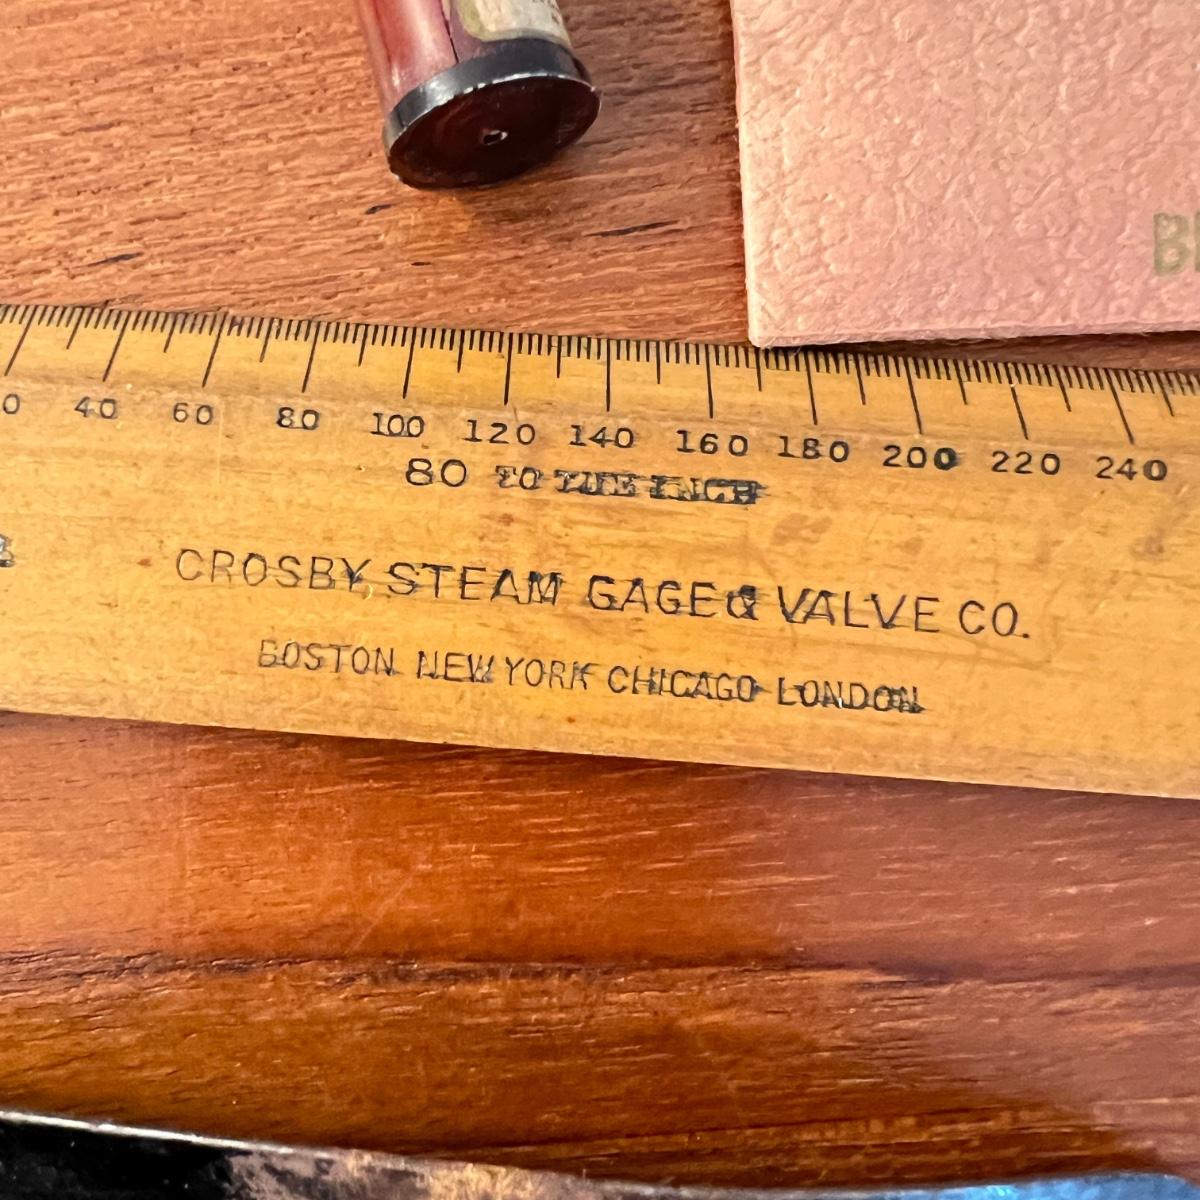 40 60 80 100 120 140 160 180 200 220 240
80 TO THE INCH
CROSBY STEAM GAGE & VALVE CO.
BOSTON NEW YORK CHICAGO LONDON